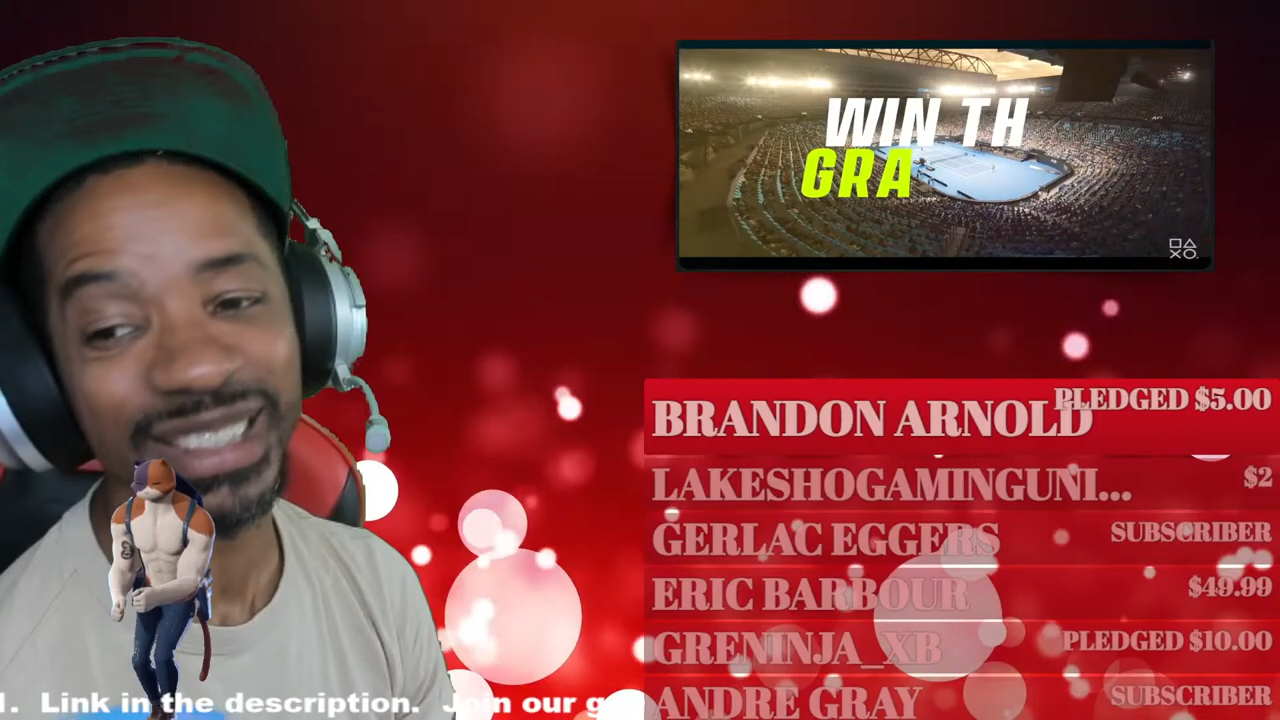 WIN TH
GRA
BRANDON ARNOLD PLEDGED $5.00
LAKESHOGAMINGUNI... $2
GERLAC EGGERS SUBSCRIBER
ERIC BARBOUR $49.99
GRENINJA_XB PLEDGED $10.00
ANDRE GRAY SUBSCRIBER
. Link in the description. Join our g